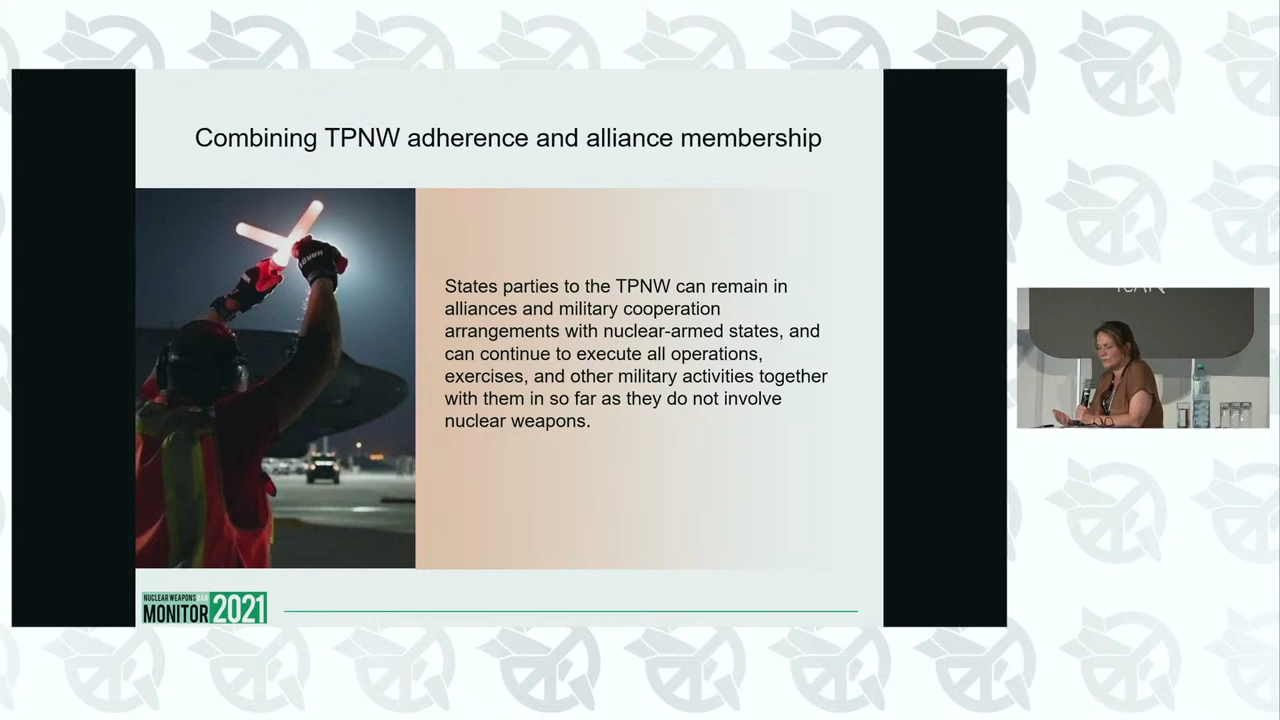 Combining TPNW adherence and alliance membership
States parties to the TPNW can remain in
alliances and military cooperation
arrangements with nuclear-armed states, and
can continue to execute all operations,
exercises, and other military activities together
with them in so far as they do not involve
nuclear weapons.
NUCLEAR WEAPONS BAN
MONITOR 2021
ICAN